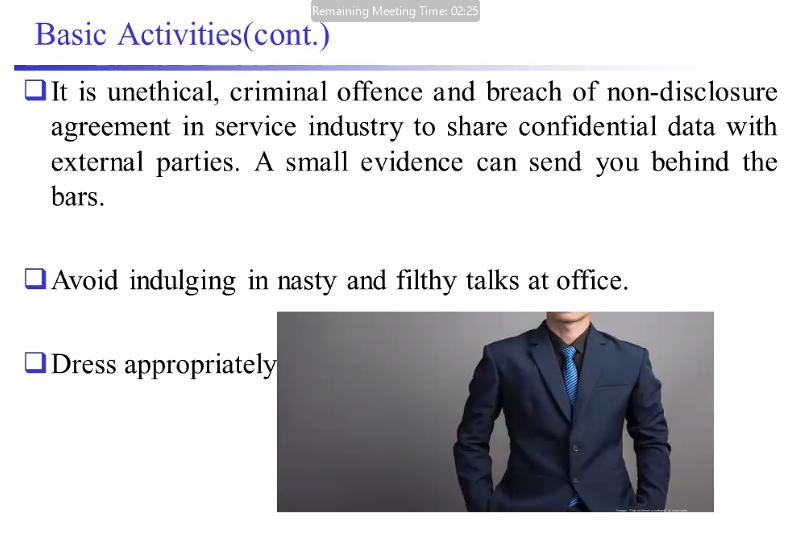 Remaining Meeting Time: 02:25
Basic Activities(cont.)
It is unethical, criminal offence and breach of non-disclosure
agreement in service industry to share confidential data with
external parties. A small evidence can send you behind the
bars.
Avoid indulging in nasty and filthy talks at office.
Dress appropriately